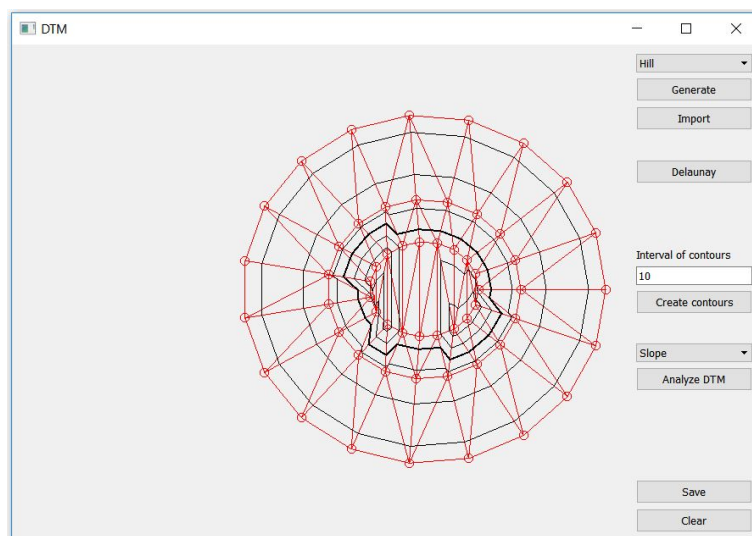 DTM
Hill
Generate
Import
Delaunay
Interval of contours
10
Create contours
Slope
Analyze DTM
Save
Clear